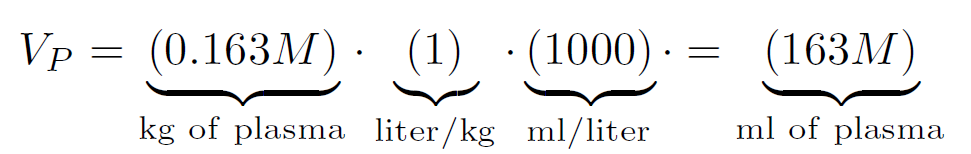 V_P = (0.163M) · (1) · (1000) · = (163M)
kg of plasma liter/kg ml/liter ml of plasma